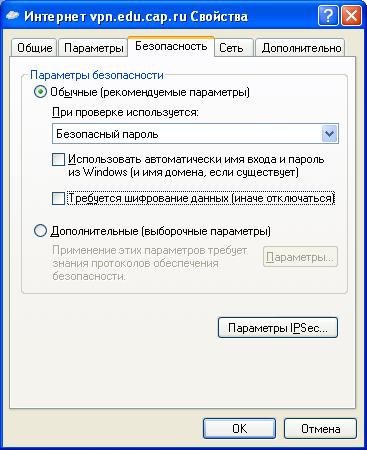 Интернет vpn.edu.cap.ru Свойства
Общие Параметры Безопасность Сеть Дополнительно
Параметры безопасности
Обычные (рекомендуемые параметры)
При проверке используется:
Безопасный пароль
Использовать автоматически имя входа и пароль
из Windows (и имя домена, если существует)
Требуется шифрование данных (иначе отключаться)
Дополнительные (выборочные параметры)
Применение этих параметров требует
знания протоколов обеспечения
безопасности.
Параметры...
Параметры IPSec...
OK Отмена